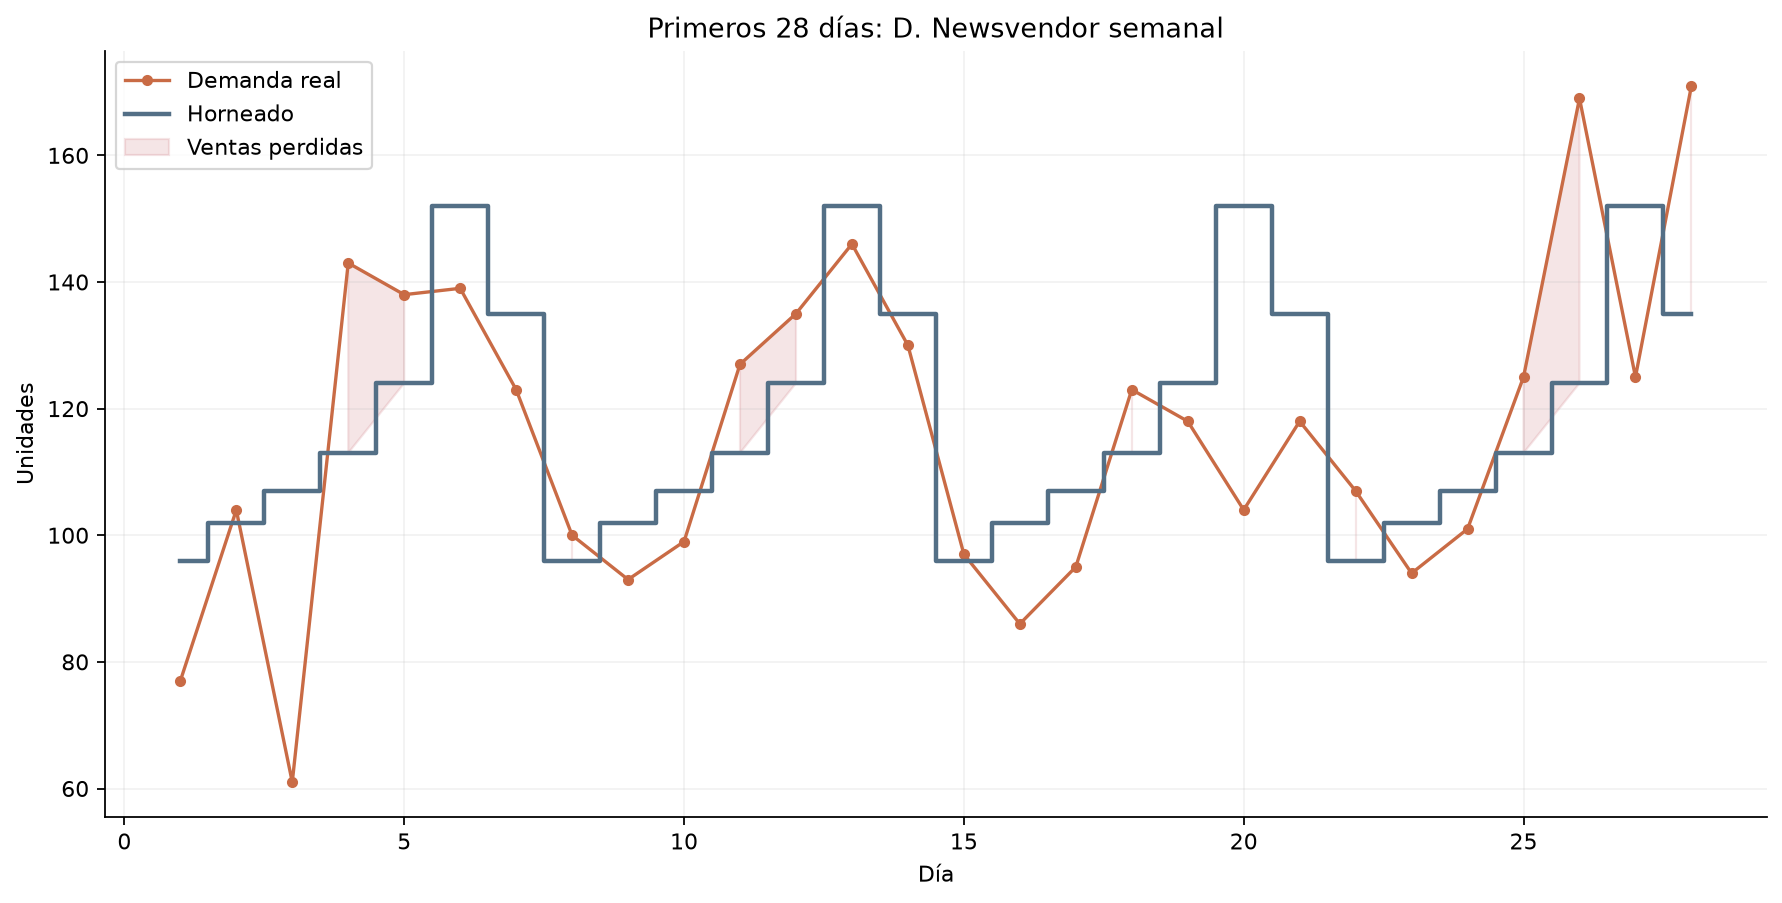 Primeros 28 días: D. Newsvendor semanal
Demanda real
Horneado
Ventas perdidas
Unidades
160
140
120
100
80
60
0
5
10
15
20
25
Día